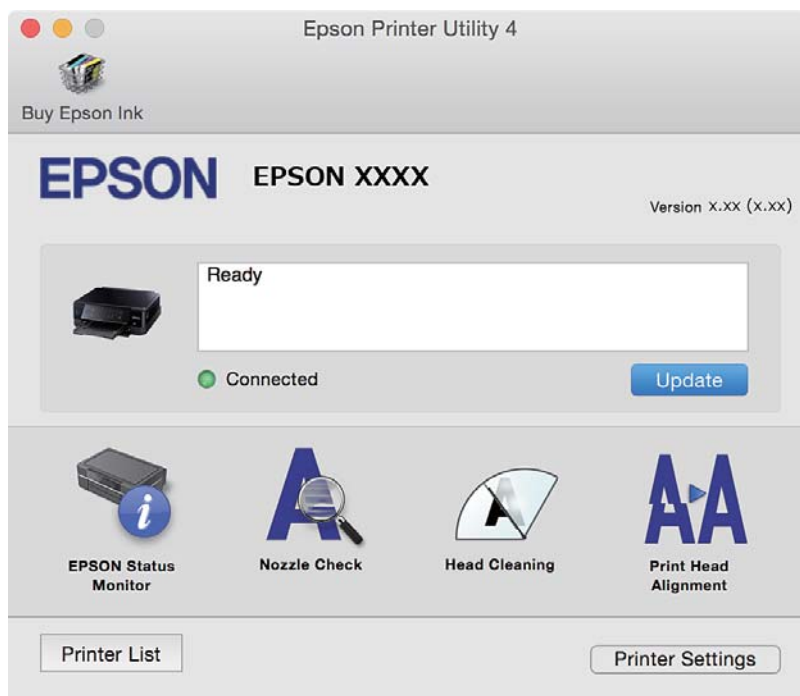 Epson Printer Utility 4
Buy Epson Ink
EPSON
EPSON XXXX
Version x.xx (x.xx)
Ready
Connected
Update
EPSON Status
Monitor
Nozzle Check
Head Cleaning
Print Head
Alignment
Printer List
Printer Settings